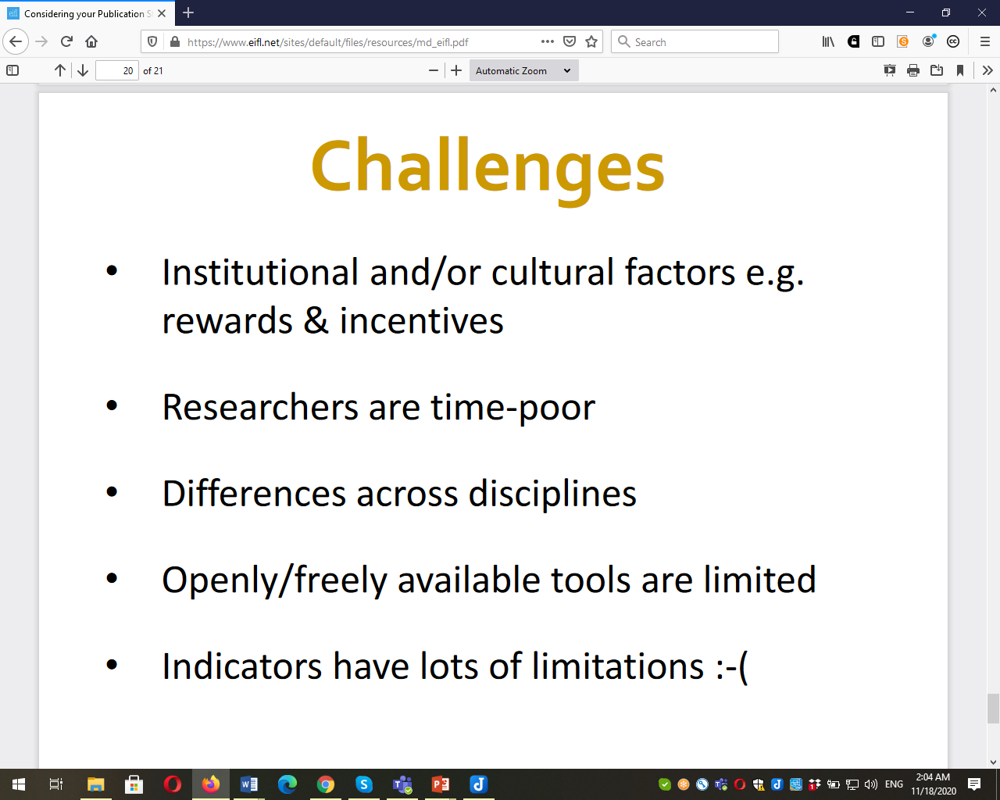 Considering your Publication S
https://www.eifl.net/sites/default/files/resources/md_eifl.pdf
Search
20 of 21
Automatic Zoom
Challenges
• Institutional and/or cultural factors e.g.
rewards & incentives
• Researchers are time-poor
• Differences across disciplines
• Openly/freely available tools are limited
• Indicators have lots of limitations :-(
ENG
2:04 AM
11/18/2020